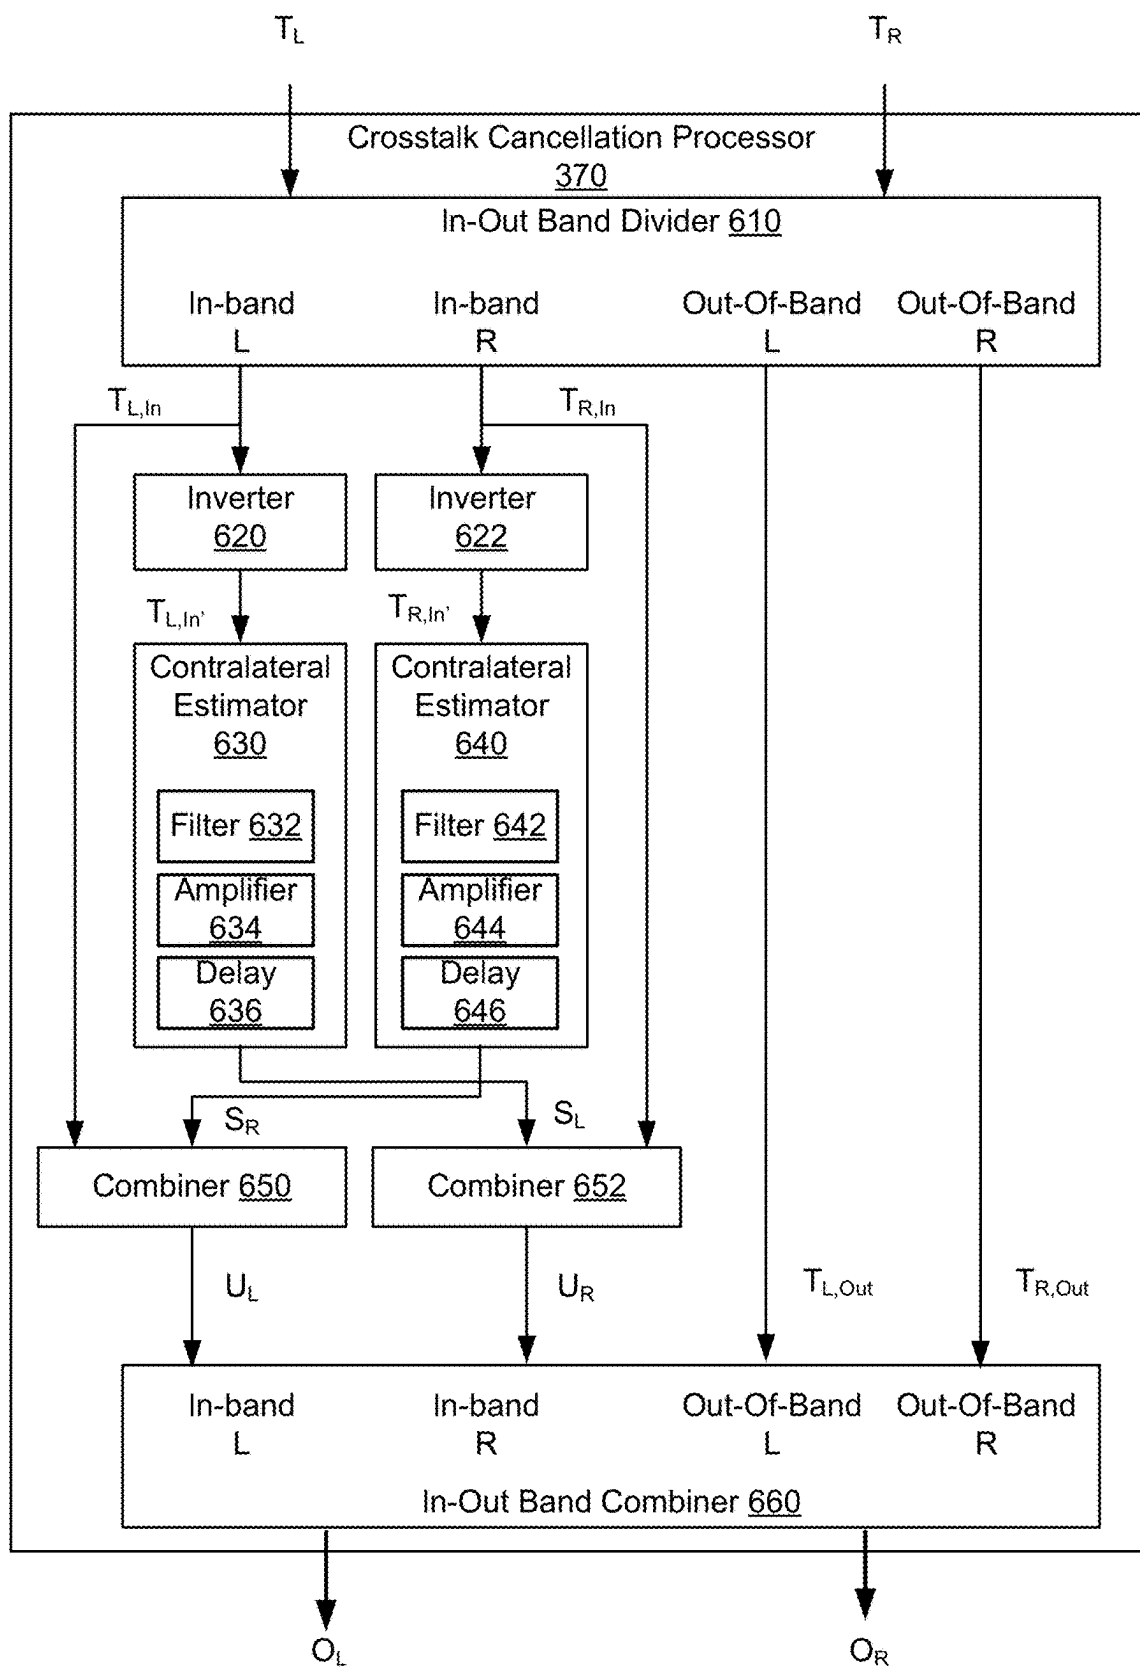 T_L T_R
Crosstalk Cancellation Processor
370
In-Out Band Divider 610
In-band In-band Out-Of-Band Out-Of-Band
L R L R
T_L,In T_R,In
Inverter Inverter
620 622
T_L,In' T_R,In'
Contralateral Contralateral
Estimator Estimator
630 640
Filter 632 Filter 642
Amplifier Amplifier
634 644
Delay Delay
636 646
S_R S_L
Combiner 650 Combiner 652
U_L U_R T_L,Out T_R,Out
In-band In-band Out-Of-Band Out-Of-Band
L R L R
In-Out Band Combiner 660
O_L O_R